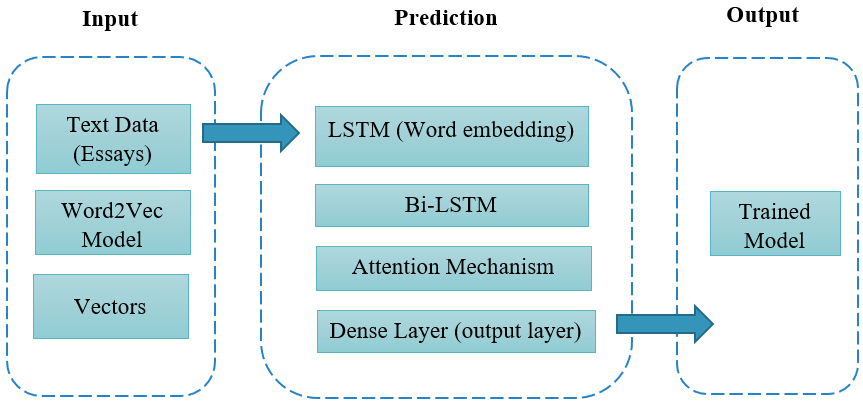 Input
Prediction
Output
Text Data
(Essays)
Word2Vec
Model
Vectors
LSTM (Word embedding)
Bi-LSTM
Attention Mechanism
Dense Layer (output layer)
Trained
Model